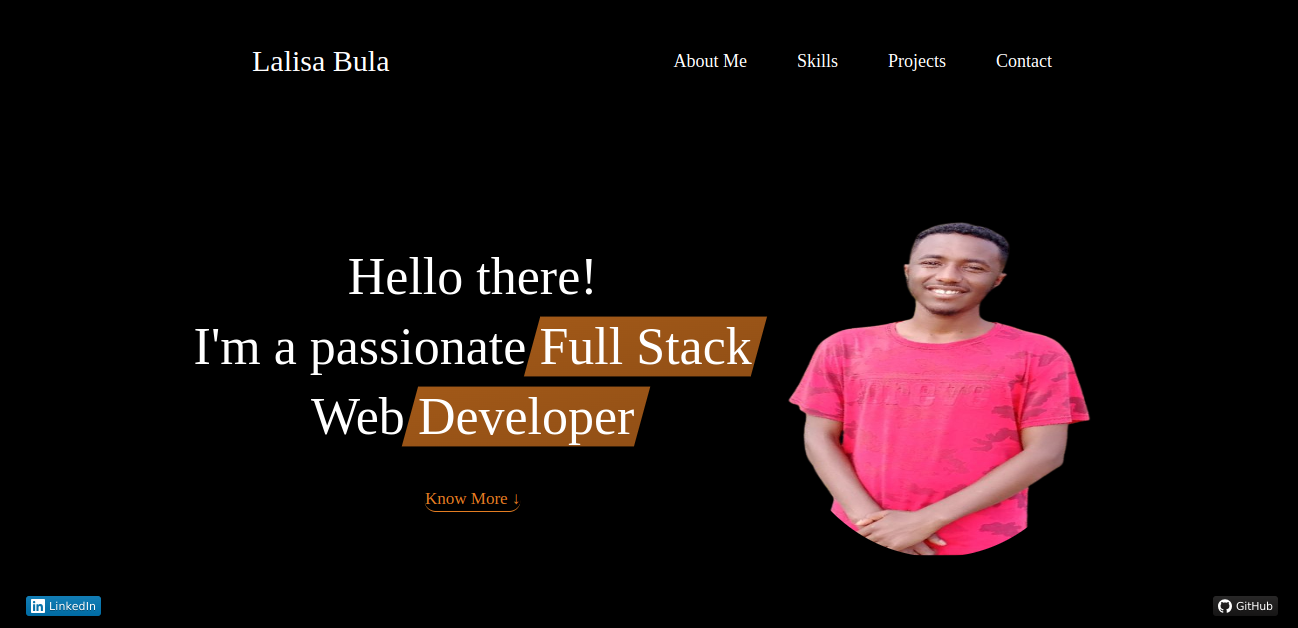 Lalisa Bula
About Me Skills Projects Contact
Hello there!
I'm a passionate Full Stack
Web Developer
Know More ↓
LinkedIn
GitHub